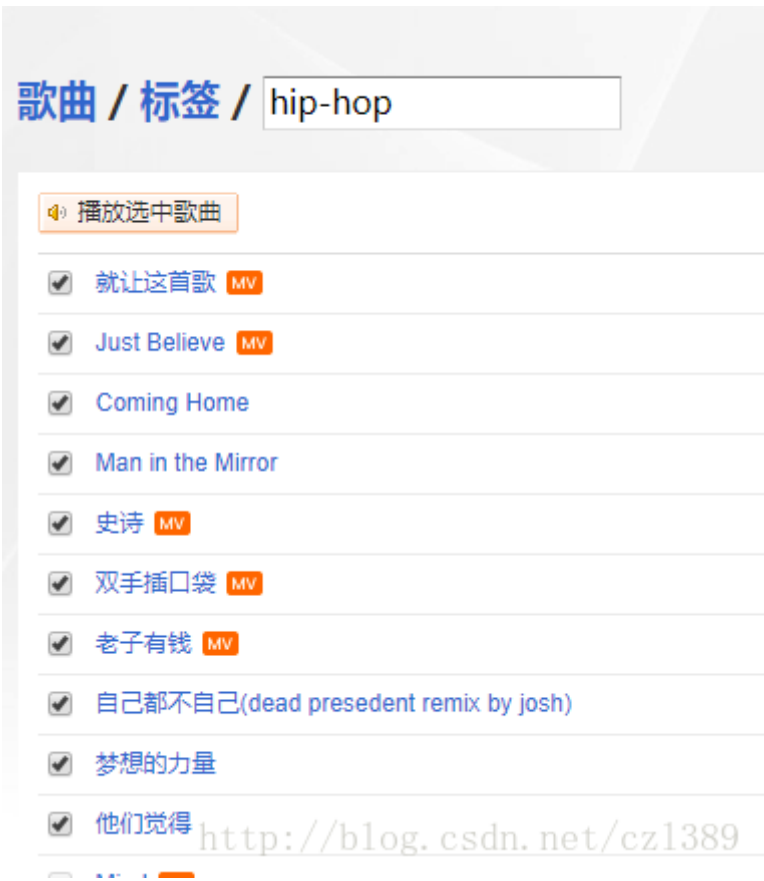 歌曲 / 标签 / hip-hop
播放选中歌曲
就让这首歌 MV
Just Believe MV
Coming Home
Man in the Mirror
史诗 MV
双手插口袋 MV
老子有钱 MV
自己都不自己(dead presedent remix by josh)
梦想的力量
他们觉得
http://blog.csdn.net/cz1389